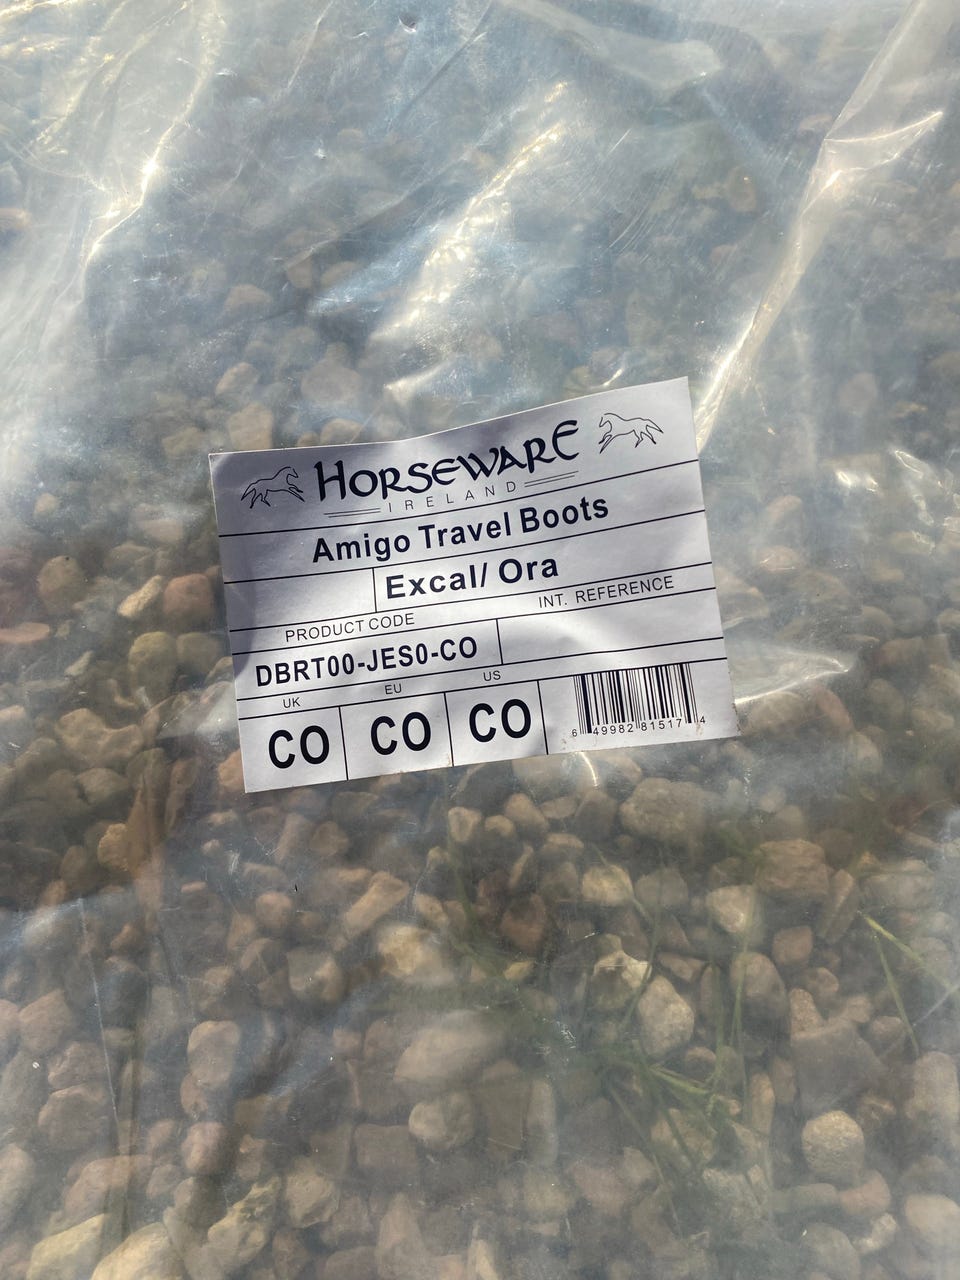 HORSEWARE
IRELAND
Amigo Travel Boots
Excal/ Ora
PRODUCT CODE INT. REFERENCE
DBRT00-JES0-CO
UK EU US
CO CO CO
6 49982 81517 4